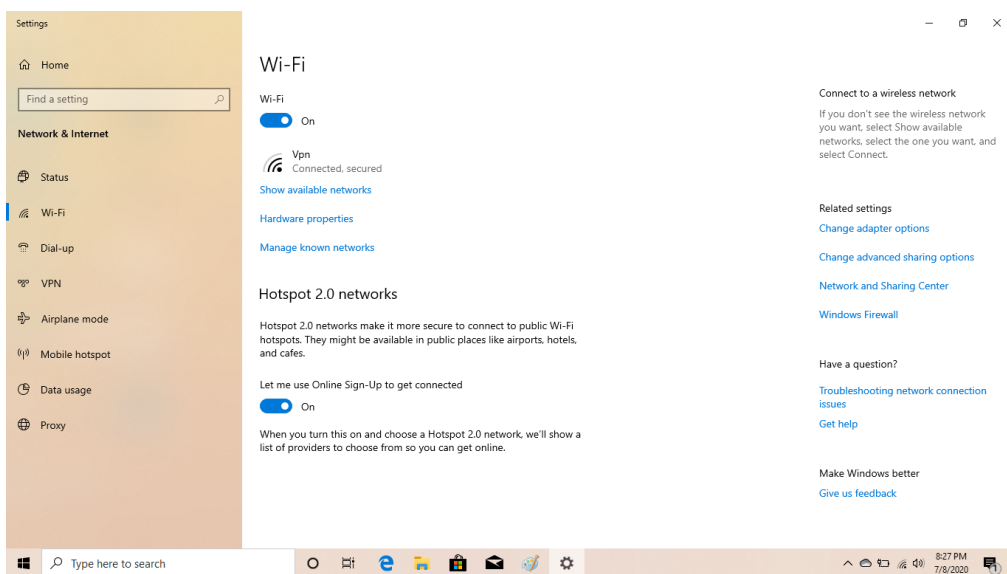 Settings
Home
Find a setting
Network & Internet
Status
Wi-Fi
Dial-up
VPN
Airplane mode
Mobile hotspot
Data usage
Proxy
Wi-Fi
Wi-Fi
On
Vpn
Connected, secured
Show available networks
Hardware properties
Manage known networks
Hotspot 2.0 networks
Hotspot 2.0 networks make it more secure to connect to public Wi-Fi
hotspots. They might be available in public places like airports, hotels,
and cafes.
Let me use Online Sign-Up to get connected
On
When you turn this on and choose a Hotspot 2.0 network, we'll show a
list of providers to choose from so you can get online.
Connect to a wireless network
If you don't see the wireless network
you want, select Show available
networks, select the one you want, and
select Connect.
Related settings
Change adapter options
Change advanced sharing options
Network and Sharing Center
Windows Firewall
Have a question?
Troubleshooting network connection
issues
Get help
Make Windows better
Give us feedback
Type here to search
8:27 PM
7/8/2020
1